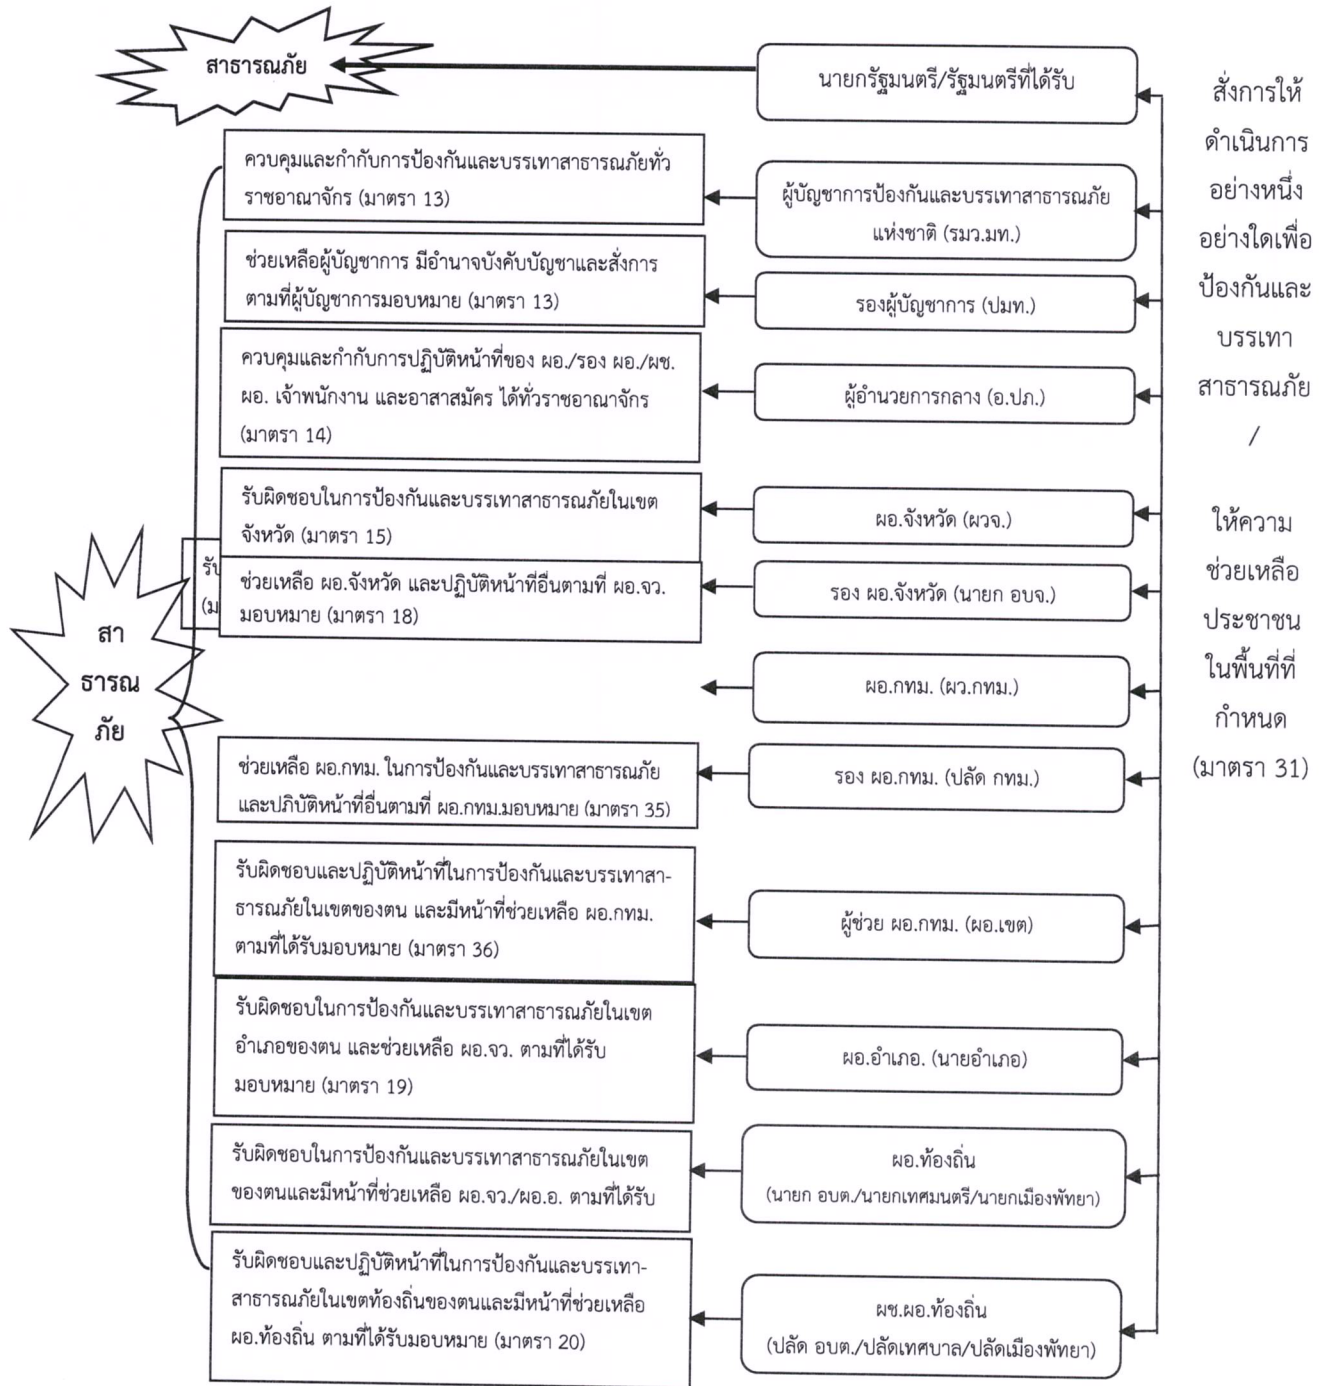 สาธารณภัย
นายกรัฐมนตรี/รัฐมนตรีที่ได้รับ
ควบคุมและกำกับการป้องกันและบรรเทาสาธารณภัยทั่ว
ราชอาณาจักร (มาตรา 13)
ผู้บัญชาการป้องกันและบรรเทาสาธารณภัย
แห่งชาติ (รมว.มท.)
ช่วยเหลือผู้บัญชาการ มีอำนาจบังคับบัญชาและสั่งการ
ตามที่ผู้บัญชาการมอบหมาย (มาตรา 13)
รองผู้บัญชาการ (ปมท.)
ควบคุมและกำกับการปฏิบัติหน้าที่ของ ผอ./รอง ผอ./ผช.
ผอ. เจ้าพนักงาน และอาสาสมัคร ได้ทั่วราชอาณาจักร
(มาตรา 14)
ผู้อำนวยการกลาง (อ.ปภ.)
รับผิดชอบในการป้องกันและบรรเทาสาธารณภัยในเขต
จังหวัด (มาตรา 15)
ผอ.จังหวัด (ผวจ.)
รับ
(ม
ช่วยเหลือ ผอ.จังหวัด และปฏิบัติหน้าที่อื่นตามที่ ผอ.จว.
มอบหมาย (มาตรา 18)
รอง ผอ.จังหวัด (นายก อบจ.)
สา
ธารณ
ภัย
ผอ.กทม. (ผว.กทม.)
ช่วยเหลือ ผอ.กทม. ในการป้องกันและบรรเทาสาธารณภัย
และปภิบัติหน้าที่อื่นตามที่ ผอ.กทม.มอบหมาย (มาตรา 35)
รอง ผอ.กทม. (ปลัด กทม.)
รับผิดชอบและปฏิบัติหน้าที่ในการป้องกันและบรรเทาสา-
ธารณภัยในเขตของตน และมีหน้าที่ช่วยเหลือ ผอ.กทม.
ตามที่ได้รับมอบหมาย (มาตรา 36)
ผู้ช่วย ผอ.กทม. (ผอ.เขต)
รับผิดชอบในการป้องกันและบรรเทาสาธารณภัยในเขต
อำเภอของตน และช่วยเหลือ ผอ.จว. ตามที่ได้รับ
มอบหมาย (มาตรา 19)
ผอ.อำเภอ. (นายอำเภอ)
รับผิดชอบในการป้องกันและบรรเทาสาธารณภัยในเขต
ของตนและมีหน้าที่ช่วยเหลือ ผอ.จว./ผอ.อ. ตามที่ได้รับ
ผอ.ท้องถิ่น
(นายก อบต./นายกเทศมนตรี/นายกเมืองพัทยา)
รับผิดชอบและปฏิบัติหน้าที่ในการป้องกันและบรรเทา-
สาธารณภัยในเขตท้องถิ่นของตนและมีหน้าที่ช่วยเหลือ
ผอ.ท้องถิ่น ตามที่ได้รับมอบหมาย (มาตรา 20)
ผช.ผอ.ท้องถิ่น
(ปลัด อบต./ปลัดเทศบาล/ปลัดเมืองพัทยา)
สั่งการให้
ดำเนินการ
อย่างหนึ่ง
อย่างใดเพื่อ
ป้องกันและ
บรรเทา
สาธารณภัย
/
ให้ความ
ช่วยเหลือ
ประชาชน
ในพื้นที่ที่
กำหนด
(มาตรา 31)